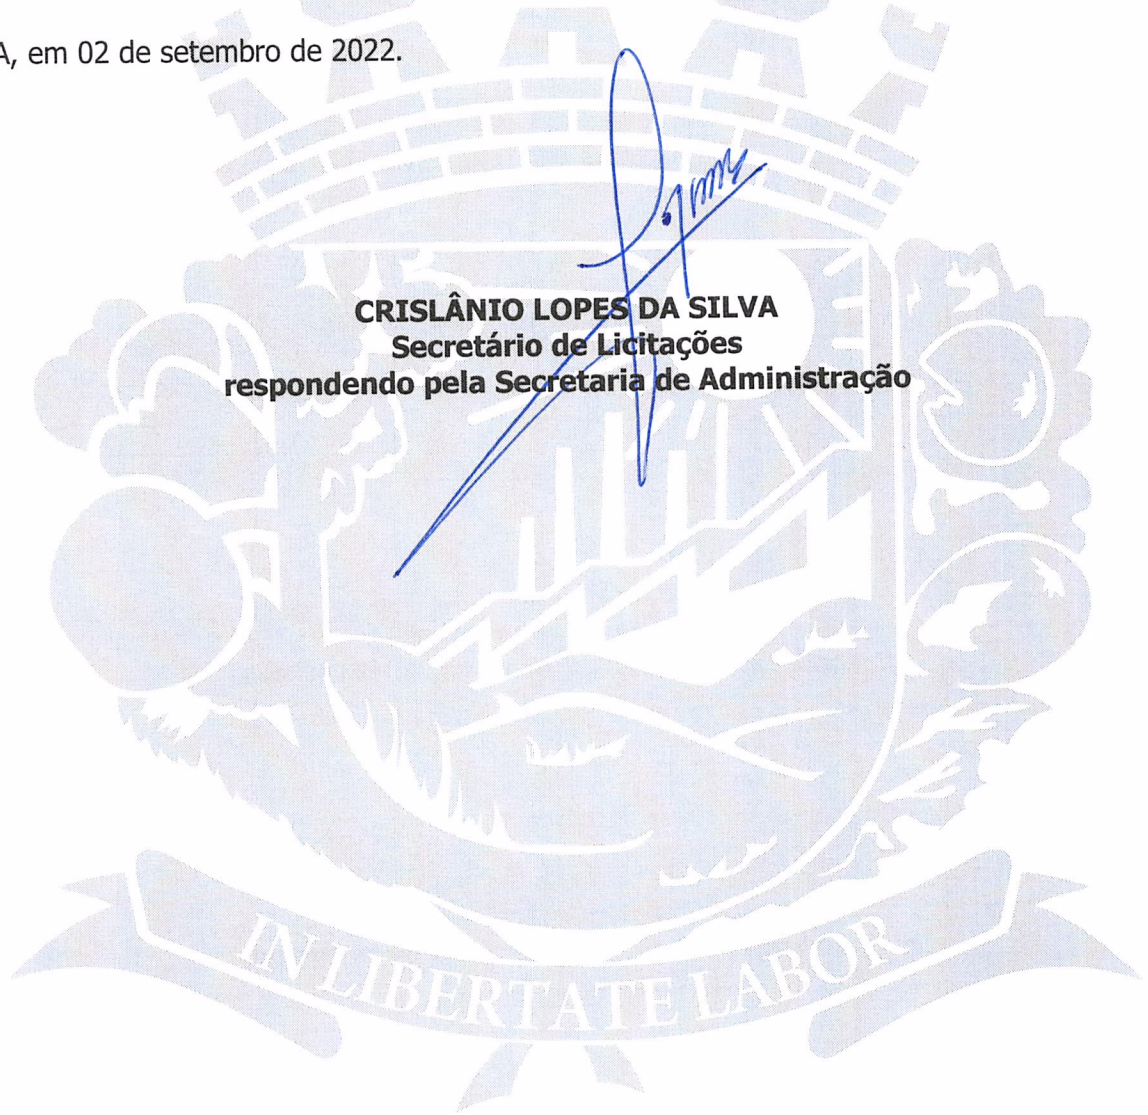 A, em 02 de setembro de 2022.
CRISLÂNIO LOPES DA SILVA
Secretário de Licitações
respondendo pela Secretaria de Administração
IN LIBERTATE LABOR